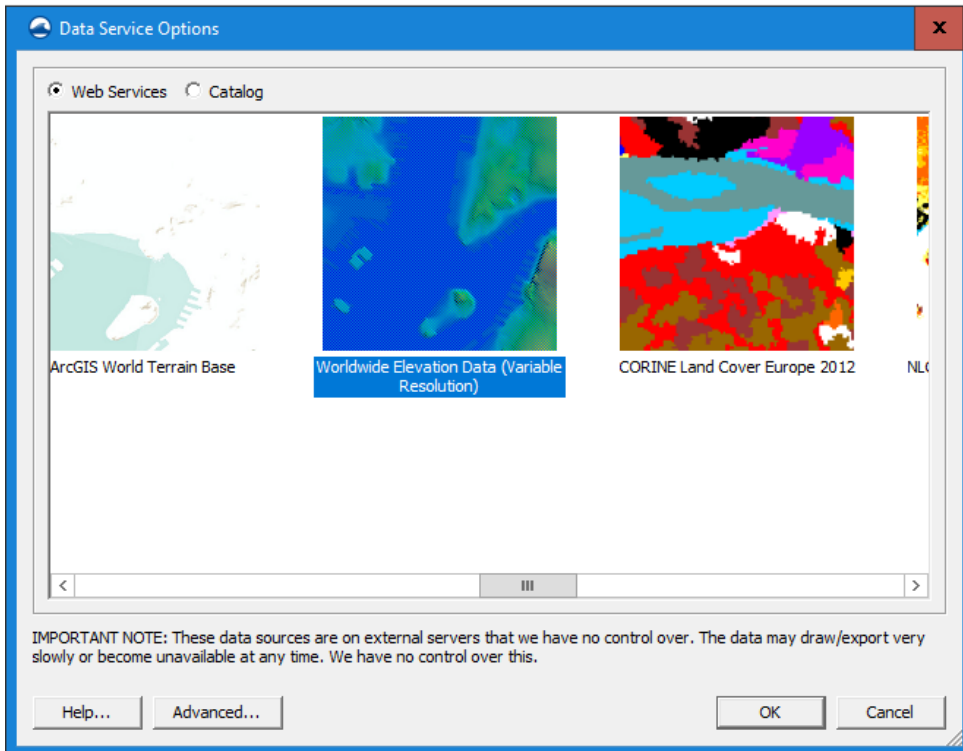 Data Service Options
x
Web Services
Catalog
ArcGIS World Terrain Base
Worldwide Elevation Data (Variable
Resolution)
CORINE Land Cover Europe 2012
IMPORTANT NOTE: These data sources are on external servers that we have no control over. The data may draw/export very
slowly or become unavailable at any time. We have no control over this.
Help...
Advanced...
OK
Cancel